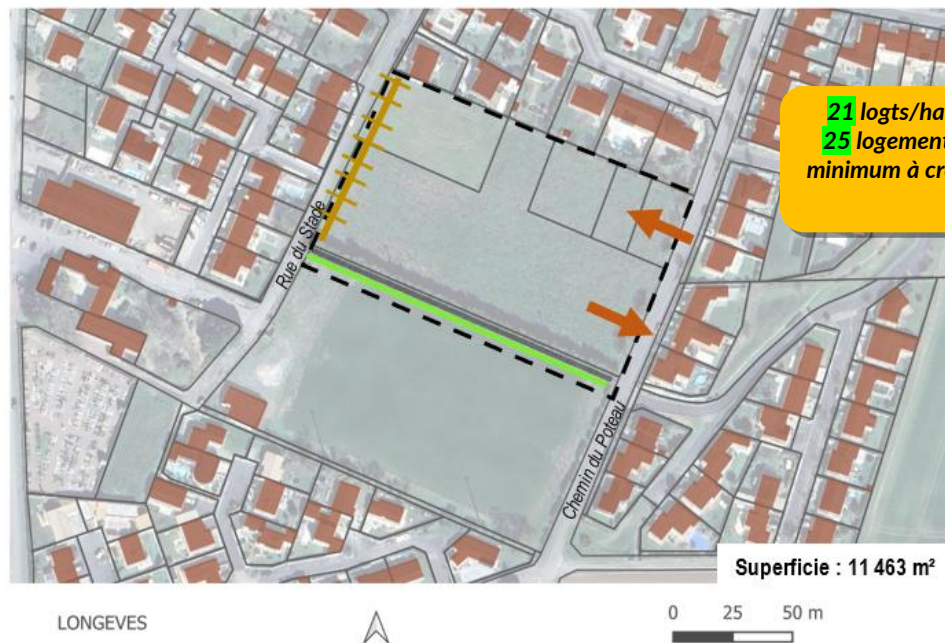 21 logts/ha
25 logement
minimum à cr
Rue du Stade
Chemin du Poteau
Superficie : 11 463 m²
LONGEVES
0 25 50 m